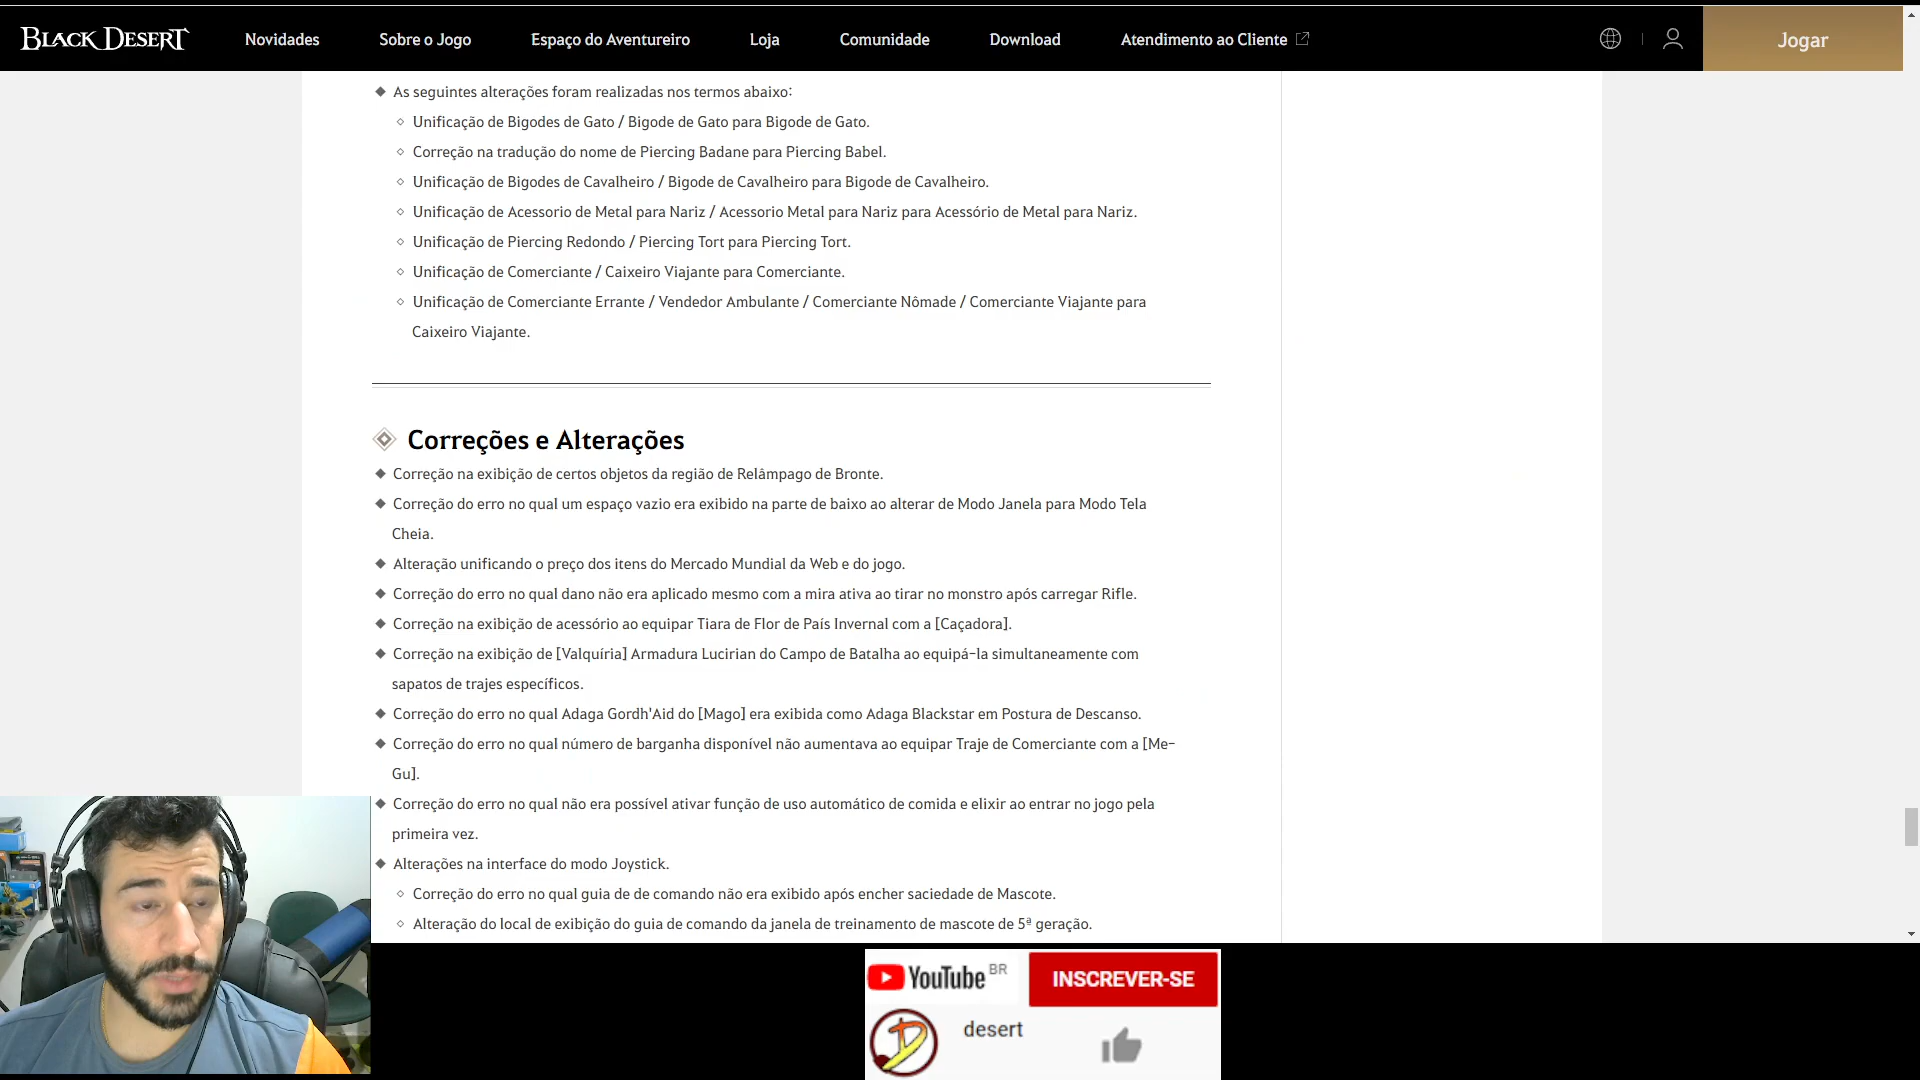 BLACK DESERT
Novidades
Sobre o Jogo
Espaço do Aventureiro
Loja
Comunidade
Download
Atendimento ao Cliente
Jogar
As seguintes alterações foram realizadas nos termos abaixo:
Unificação de Bigodes de Gato / Bigode de Gato para Bigode de Gato.
Correção na tradução do nome de Piercing Badane para Piercing Babel.
Unificação de Bigodes de Cavalheiro / Bigode de Cavalheiro para Bigode de Cavalheiro.
Unificação de Acessorio de Metal para Nariz / Acessorio Metal para Nariz para Acessório de Metal para Nariz.
Unificação de Piercing Redondo / Piercing Tort para Piercing Tort.
Unificação de Comerciante / Caixeiro Viajante para Comerciante.
Unificação de Comerciante Errante / Vendedor Ambulante / Comerciante Nômade / Comerciante Viajante para
Caixeiro Viajante.
Correções e Alterações
Correção na exibição de certos objetos da região de Relâmpago de Bronte.
Correção do erro no qual um espaço vazio era exibido na parte de baixo ao alterar de Modo Janela para Modo Tela
Cheia.
Alteração unificando o preço dos itens do Mercado Mundial da Web e do jogo.
Correção do erro no qual dano não era aplicado mesmo com a mira ativa ao tirar no monstro após carregar Rifle.
Correção na exibição de acessório ao equipar Tiara de Flor de País Invernal com a [Caçadora].
Correção na exibição de [Valquíria] Armadura Lucirian do Campo de Batalha ao equipá-la simultaneamente com
sapatos de trajes específicos.
Correção do erro no qual Adaga Gordh'Aid do [Mago] era exibida como Adaga Blackstar em Postura de Descanso.
Correção do erro no qual número de barganha disponível não aumentava ao equipar Traje de Comerciante com a [Me-
Gu].
Correção do erro no qual não era possível ativar função de uso automático de comida e elixir ao entrar no jogo pela
primeira vez.
Alterações na interface do modo Joystick.
Correção do erro no qual guia de de comando não era exibido após encher saciedade de Mascote.
Alteração do local de exibição do guia de comando da janela de treinamento de mascote de 5ª geração.
YouTube BR
INSCREVER-SE
desert